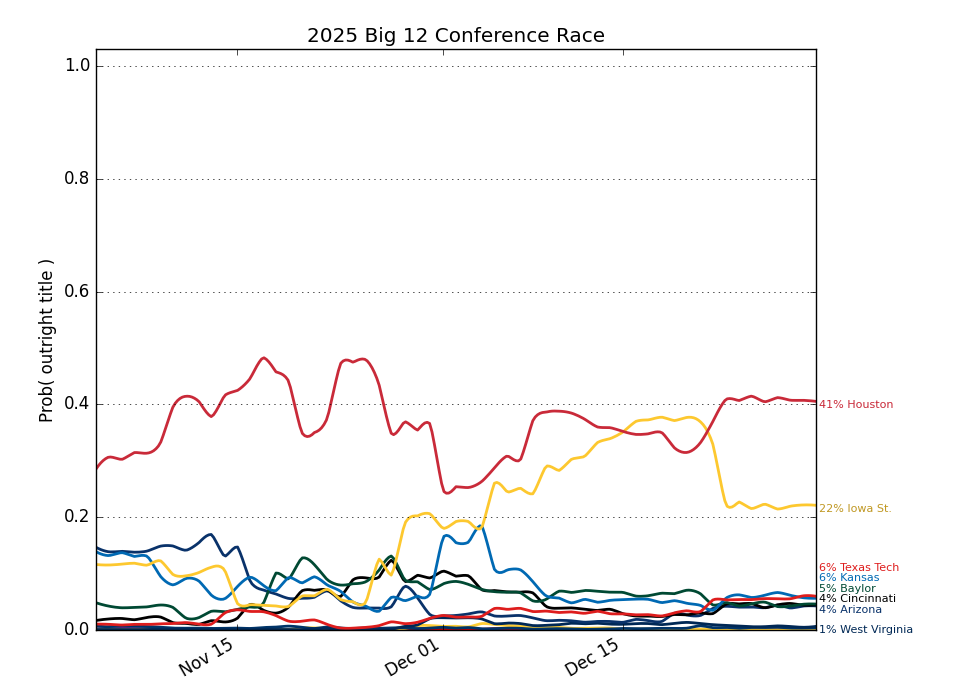 2025 Big 12 Conference Race
Prob( outright title )
1.0
0.8
0.6
0.4
0.2
0.0
Nov 15
Dec 01
Dec 15
41% Houston
22% Iowa St.
6% Texas Tech
6% Kansas
5% Baylor
4% Cincinnati
4% Arizona
1% West Virginia